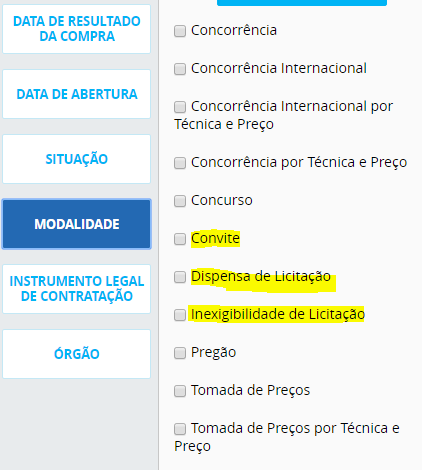 DATA DE RESULTADO
DA COMPRA
DATA DE ABERTURA
SITUAÇÃO
MODALIDADE
INSTRUMENTO LEGAL
DE CONTRATAÇÃO
ÓRGÃO
Concorrência
Concorrência Internacional
Concorrência Internacional por
Técnica e Preço
Concorrência por Técnica e Preço
Concurso
Convite
Dispensa de Licitação
Inexigibilidade de Licitação
Pregão
Tomada de Preços
Tomada de Preços por Técnica e
Preço